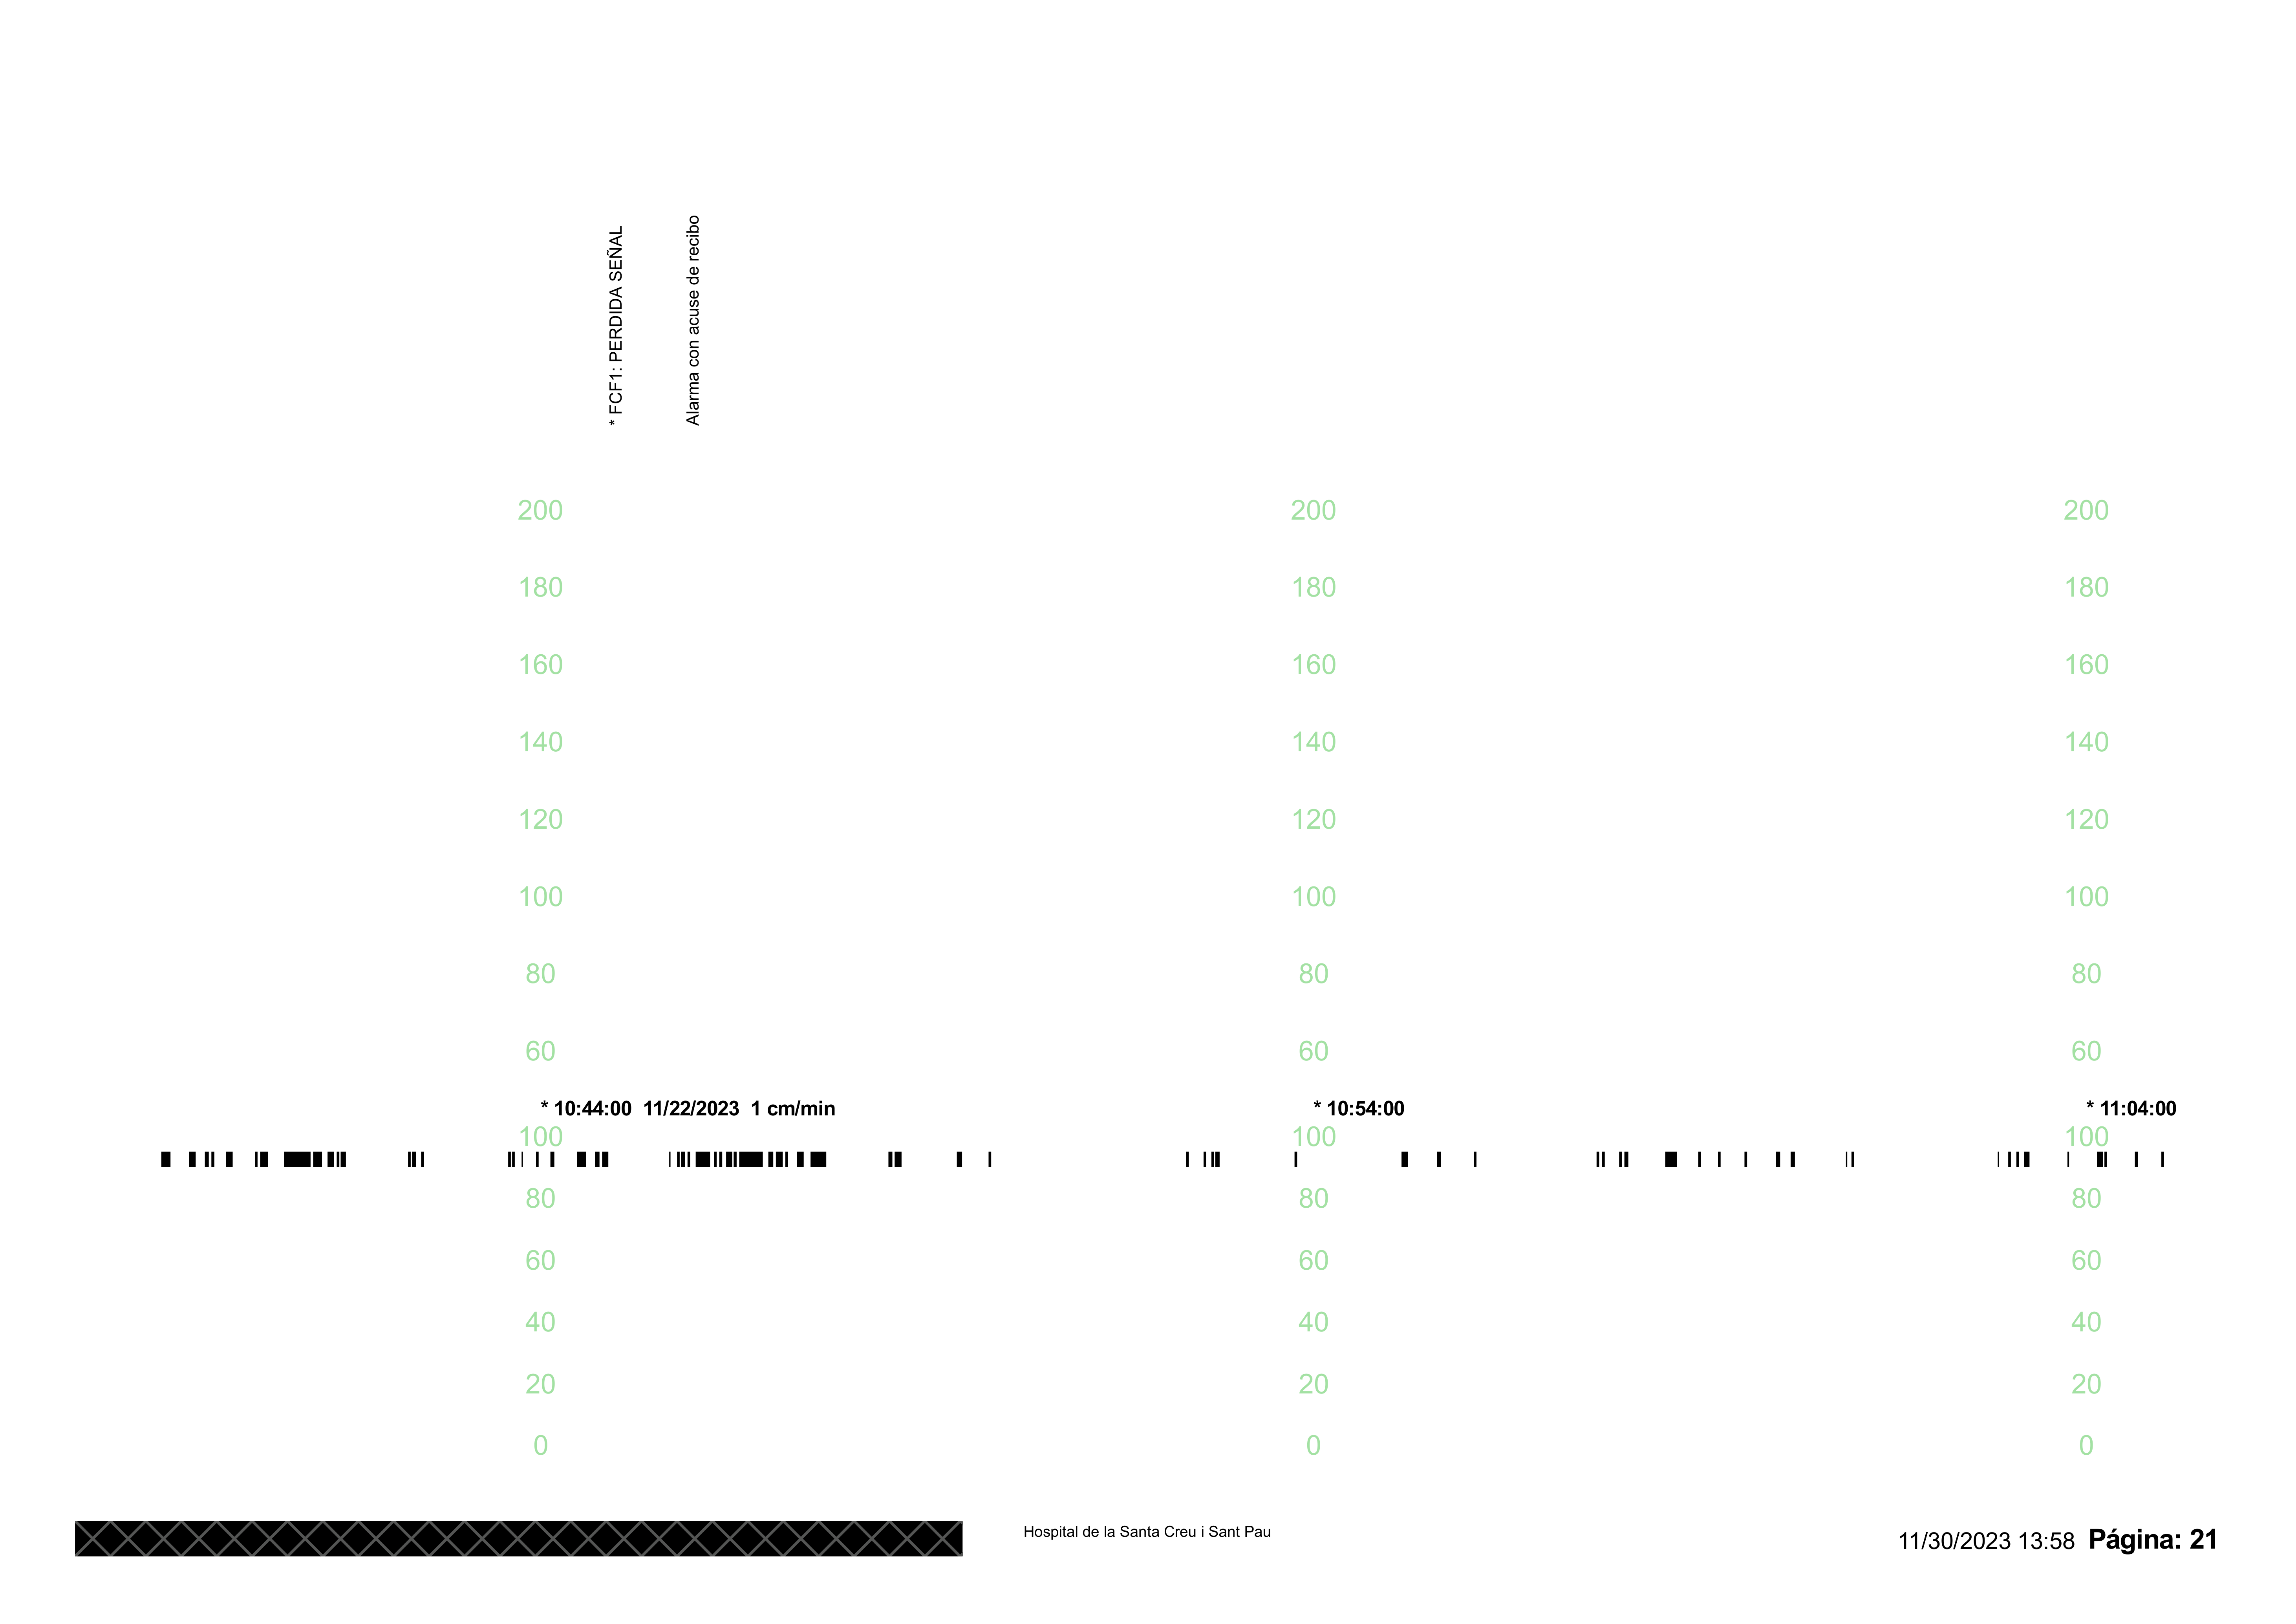 * FCF1: PERDIDA SEÑAL
Alarma con acuse de recibo
200 200 200
180 180 180
160 160 160
140 140 140
120 120 120
100 100 100
80 80 80
60 60 60
* 10:44:00 11/22/2023 1 cm/min * 10:54:00 * 11:04:00
100 100 100
80 80 80
60 60 60
40 40 40
20 20 20
0 0 0
Hospital de la Santa Creu i Sant Pau
11/30/2023 13:58 Página: 21